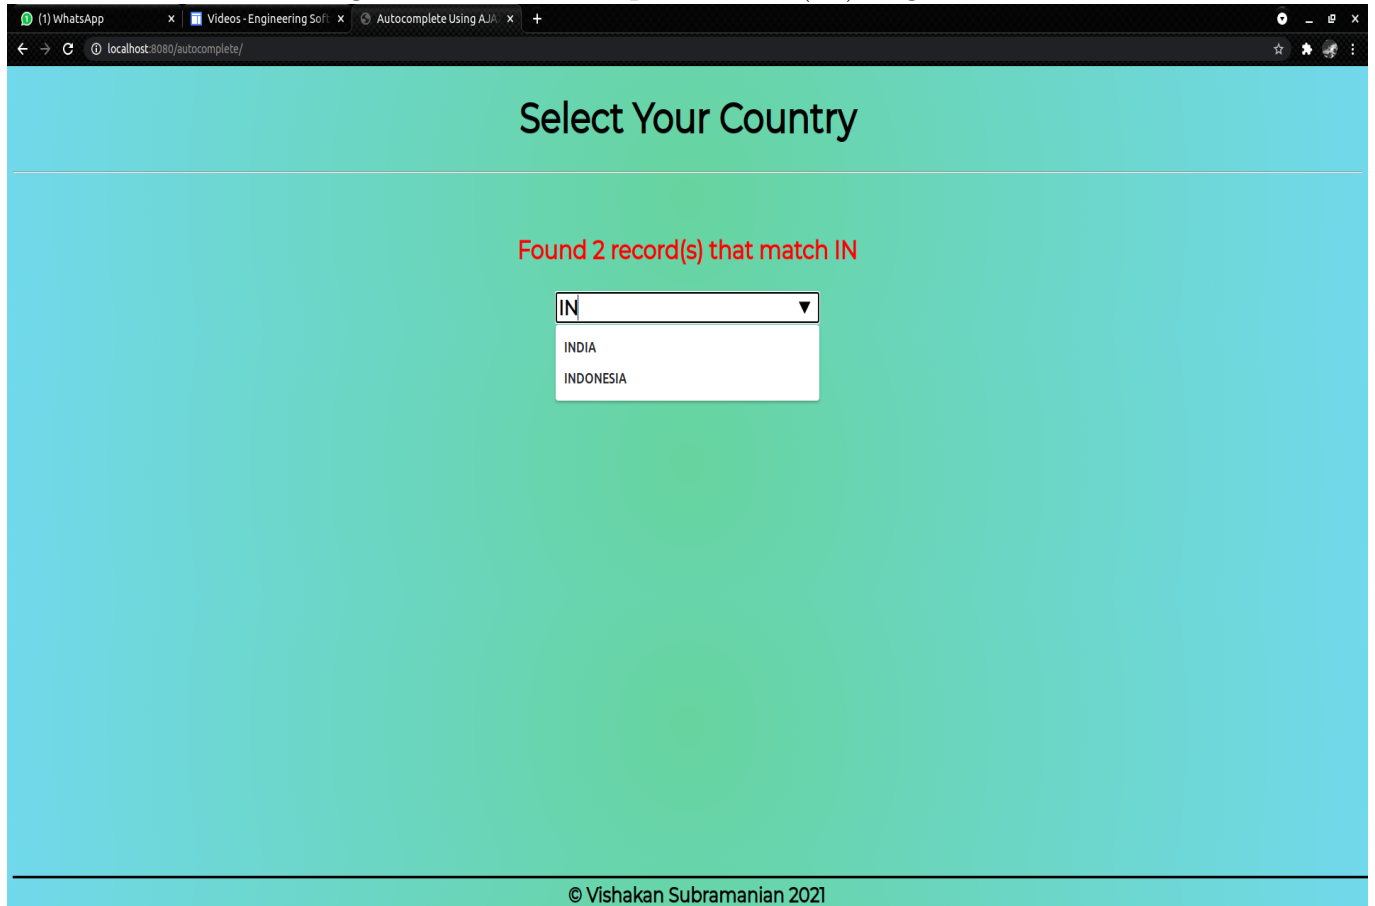 (1) WhatsApp
Videos - Engineering Soft
Autocomplete Using AJA
localhost:8080/autocomplete/
Select Your Country
Found 2 record(s) that match IN
IN
INDIA
INDONESIA
© Vishakan Subramanian 2021